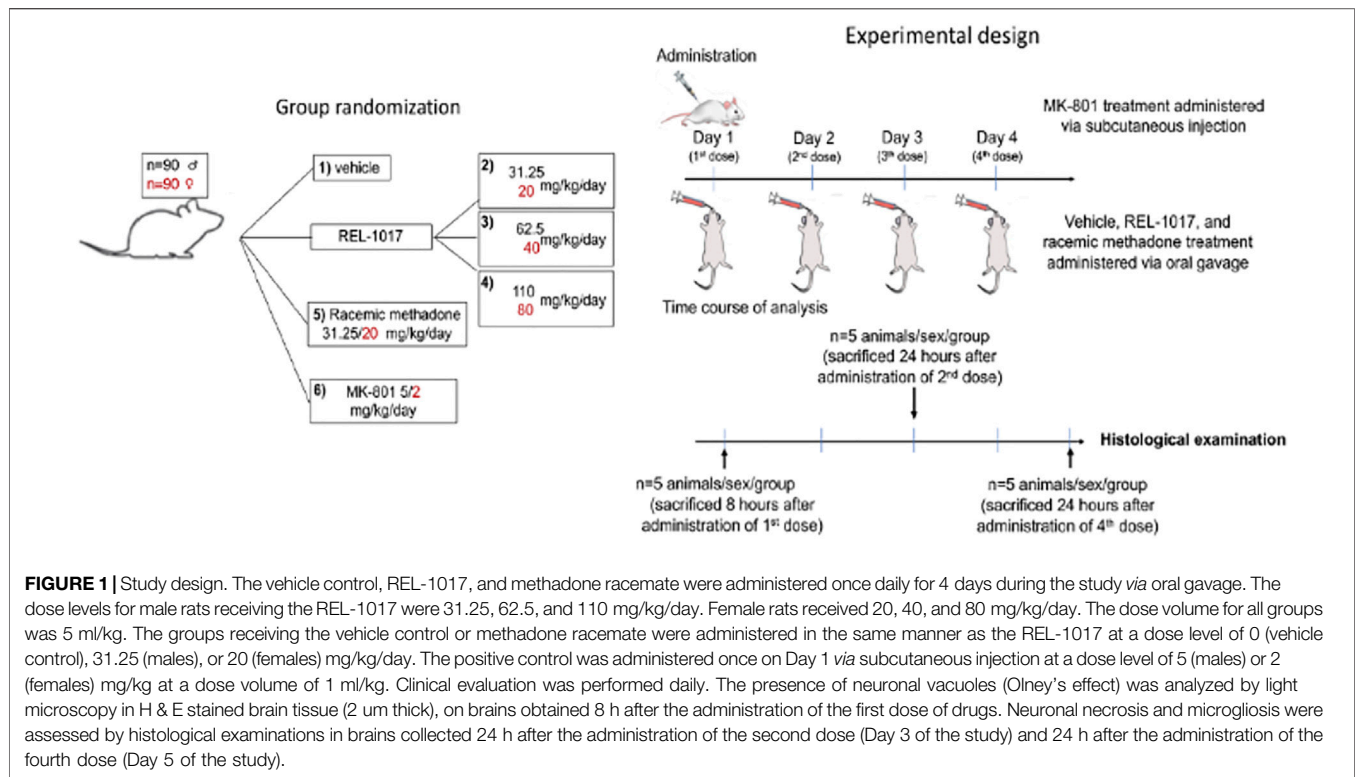 Group randomization
n=90 ♂
n=90 ♀
1) vehicle
REL-1017
2) 31.25
20 mg/kg/day
3) 62.5
40 mg/kg/day
4) 110
80 mg/kg/day
5) Racemic methadone
31.25/20 mg/kg/day
6) MK-801 5/2
mg/kg/day
Experimental design
Administration
Day 1
(1st dose)
Day 2
(2nd dose)
Day 3
(3th dose)
Day 4
(4th dose)
MK-801 treatment administered
via subcutaneous injection
Vehicle, REL-1017, and
racemic methadone treatment
administered via oral gavage
Time course of analysis
n=5 animals/sex/group
(sacrificed 24 hours after
administration of 2nd dose)
Histological examination
n=5 animals/sex/group
(sacrificed 8 hours after
administration of 1st dose)
n=5 animals/sex/group
(sacrificed 24 hours after
administration of 4th dose)
FIGURE 1 | Study design. The vehicle control, REL-1017, and methadone racemate were administered once daily for 4 days during the study via oral gavage. The
dose levels for male rats receiving the REL-1017 were 31.25, 62.5, and 110 mg/kg/day. Female rats received 20, 40, and 80 mg/kg/day. The dose volume for all groups
was 5 ml/kg. The groups receiving the vehicle control or methadone racemate were administered in the same manner as the REL-1017 at a dose level of 0 (vehicle
control), 31.25 (males), or 20 (females) mg/kg/day. The positive control was administered once on Day 1 via subcutaneous injection at a dose level of 5 (males) or 2
(females) mg/kg at a dose volume of 1 ml/kg. Clinical evaluation was performed daily. The presence of neuronal vacuoles (Olney's effect) was analyzed by light
microscopy in H & E stained brain tissue (2 um thick), on brains obtained 8 h after the administration of the first dose of drugs. Neuronal necrosis and microgliosis were
assessed by histological examinations in brains collected 24 h after the administration of the second dose (Day 3 of the study) and 24 h after the administration of the
fourth dose (Day 5 of the study).